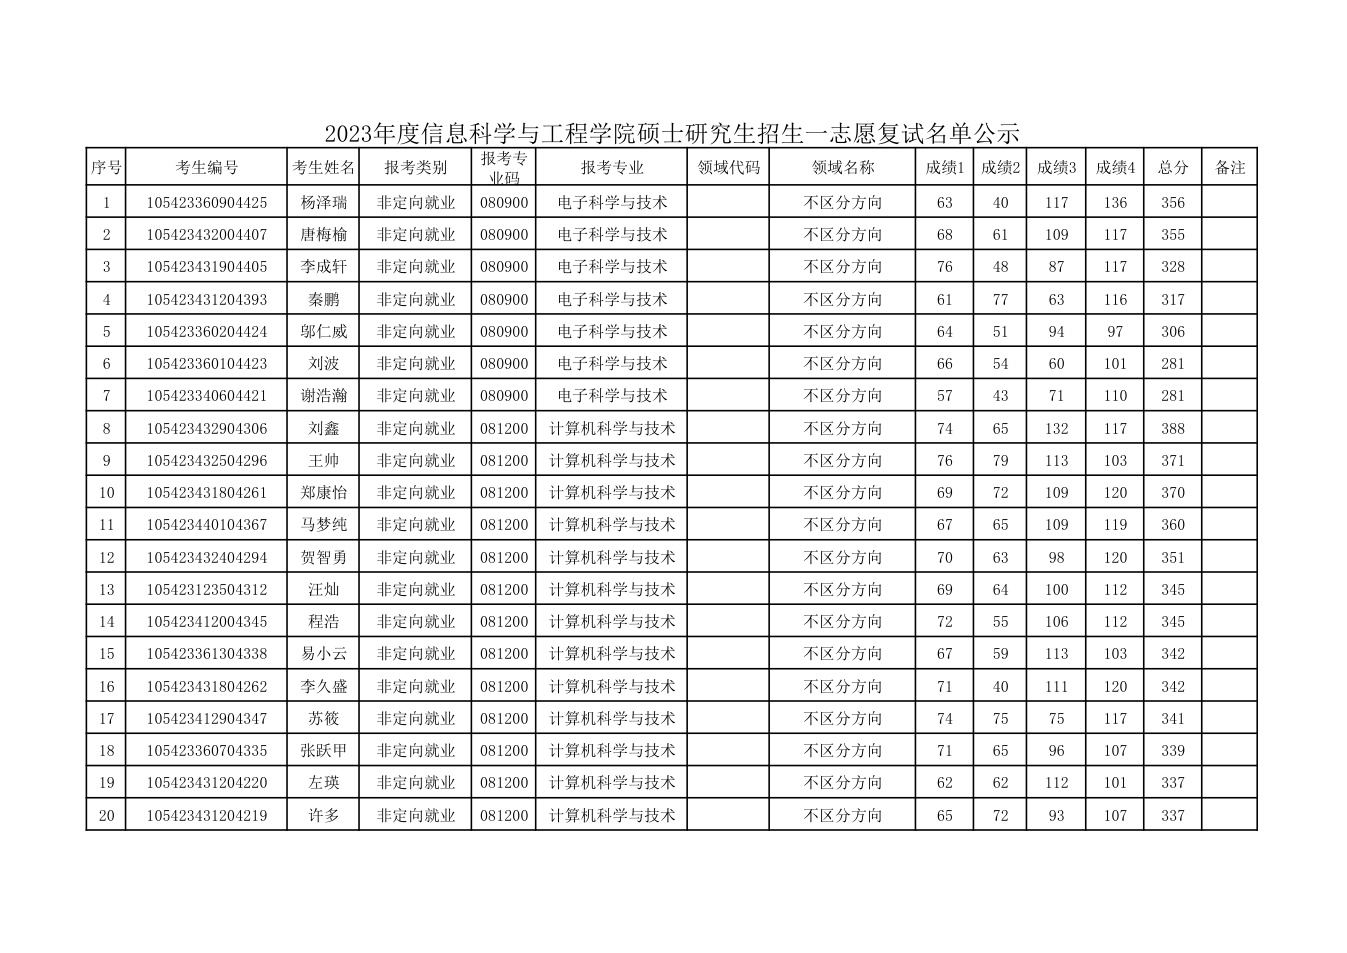 2023年度信息科学与工程学院硕士研究生招生一志愿复试名单公示
序号 考生编号 考生姓名 报考类别 报考专业码 报考专业 领域代码 领域名称 成绩1 成绩2 成绩3 成绩4 总分 备注
1 105423360904425 杨泽瑞 非定向就业 080900 电子科学与技术 不区分方向 63 40 117 136 356
2 105423432004407 唐梅榆 非定向就业 080900 电子科学与技术 不区分方向 68 61 109 117 355
3 105423431904405 李成轩 非定向就业 080900 电子科学与技术 不区分方向 76 48 87 117 328
4 105423431204393 秦鹏 非定向就业 080900 电子科学与技术 不区分方向 61 77 63 116 317
5 105423360204424 邬仁威 非定向就业 080900 电子科学与技术 不区分方向 64 51 94 97 306
6 105423360104423 刘波 非定向就业 080900 电子科学与技术 不区分方向 66 54 60 101 281
7 105423340604421 谢浩瀚 非定向就业 080900 电子科学与技术 不区分方向 57 43 71 110 281
8 105423432904306 刘鑫 非定向就业 081200 计算机科学与技术 不区分方向 74 65 132 117 388
9 105423432504296 王帅 非定向就业 081200 计算机科学与技术 不区分方向 76 79 113 103 371
10 105423431804261 郑康怡 非定向就业 081200 计算机科学与技术 不区分方向 69 72 109 120 370
11 105423440104367 马梦纯 非定向就业 081200 计算机科学与技术 不区分方向 67 65 109 119 360
12 105423432404294 贺智勇 非定向就业 081200 计算机科学与技术 不区分方向 70 63 98 120 351
13 105423123504312 汪灿 非定向就业 081200 计算机科学与技术 不区分方向 69 64 100 112 345
14 105423412004345 程浩 非定向就业 081200 计算机科学与技术 不区分方向 72 55 106 112 345
15 105423361304338 易小云 非定向就业 081200 计算机科学与技术 不区分方向 67 59 113 103 342
16 105423431804262 李久盛 非定向就业 081200 计算机科学与技术 不区分方向 71 40 111 120 342
17 105423412904347 苏筱 非定向就业 081200 计算机科学与技术 不区分方向 74 75 75 117 341
18 105423360704335 张跃甲 非定向就业 081200 计算机科学与技术 不区分方向 71 65 96 107 339
19 105423431204220 左瑛 非定向就业 081200 计算机科学与技术 不区分方向 62 62 112 101 337
20 105423431204219 许多 非定向就业 081200 计算机科学与技术 不区分方向 65 72 93 107 337